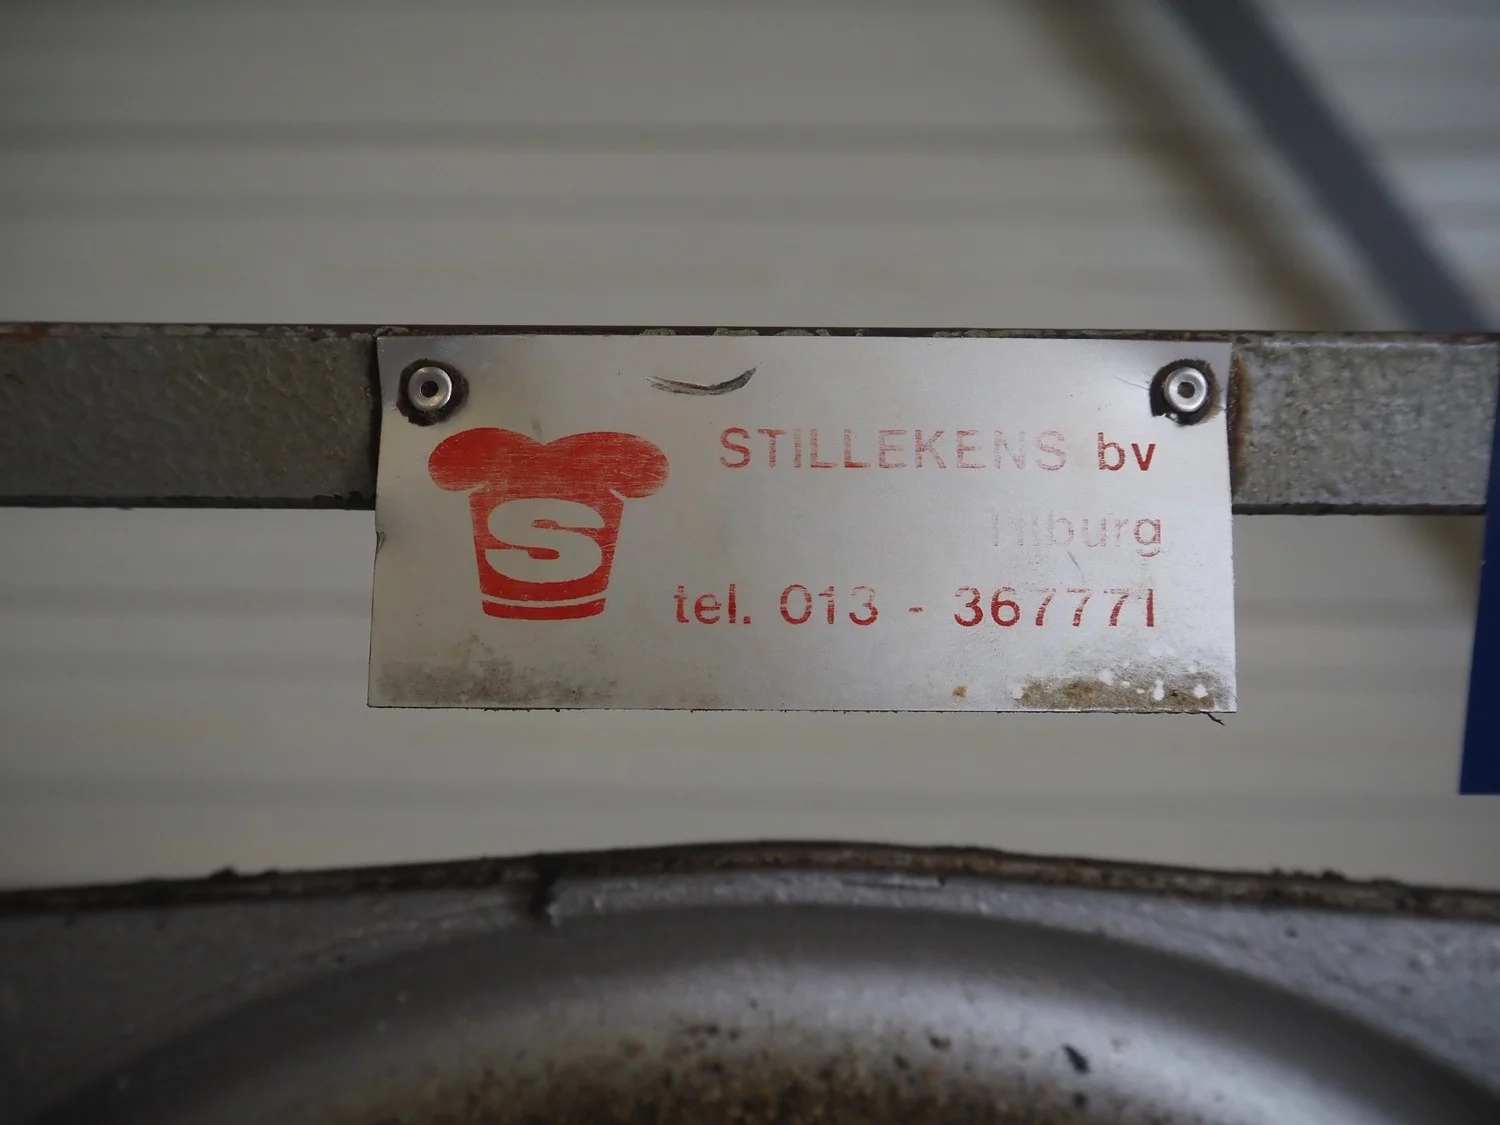 S
STILLEKENS bv
Tilburg
tel. 013 - 367771